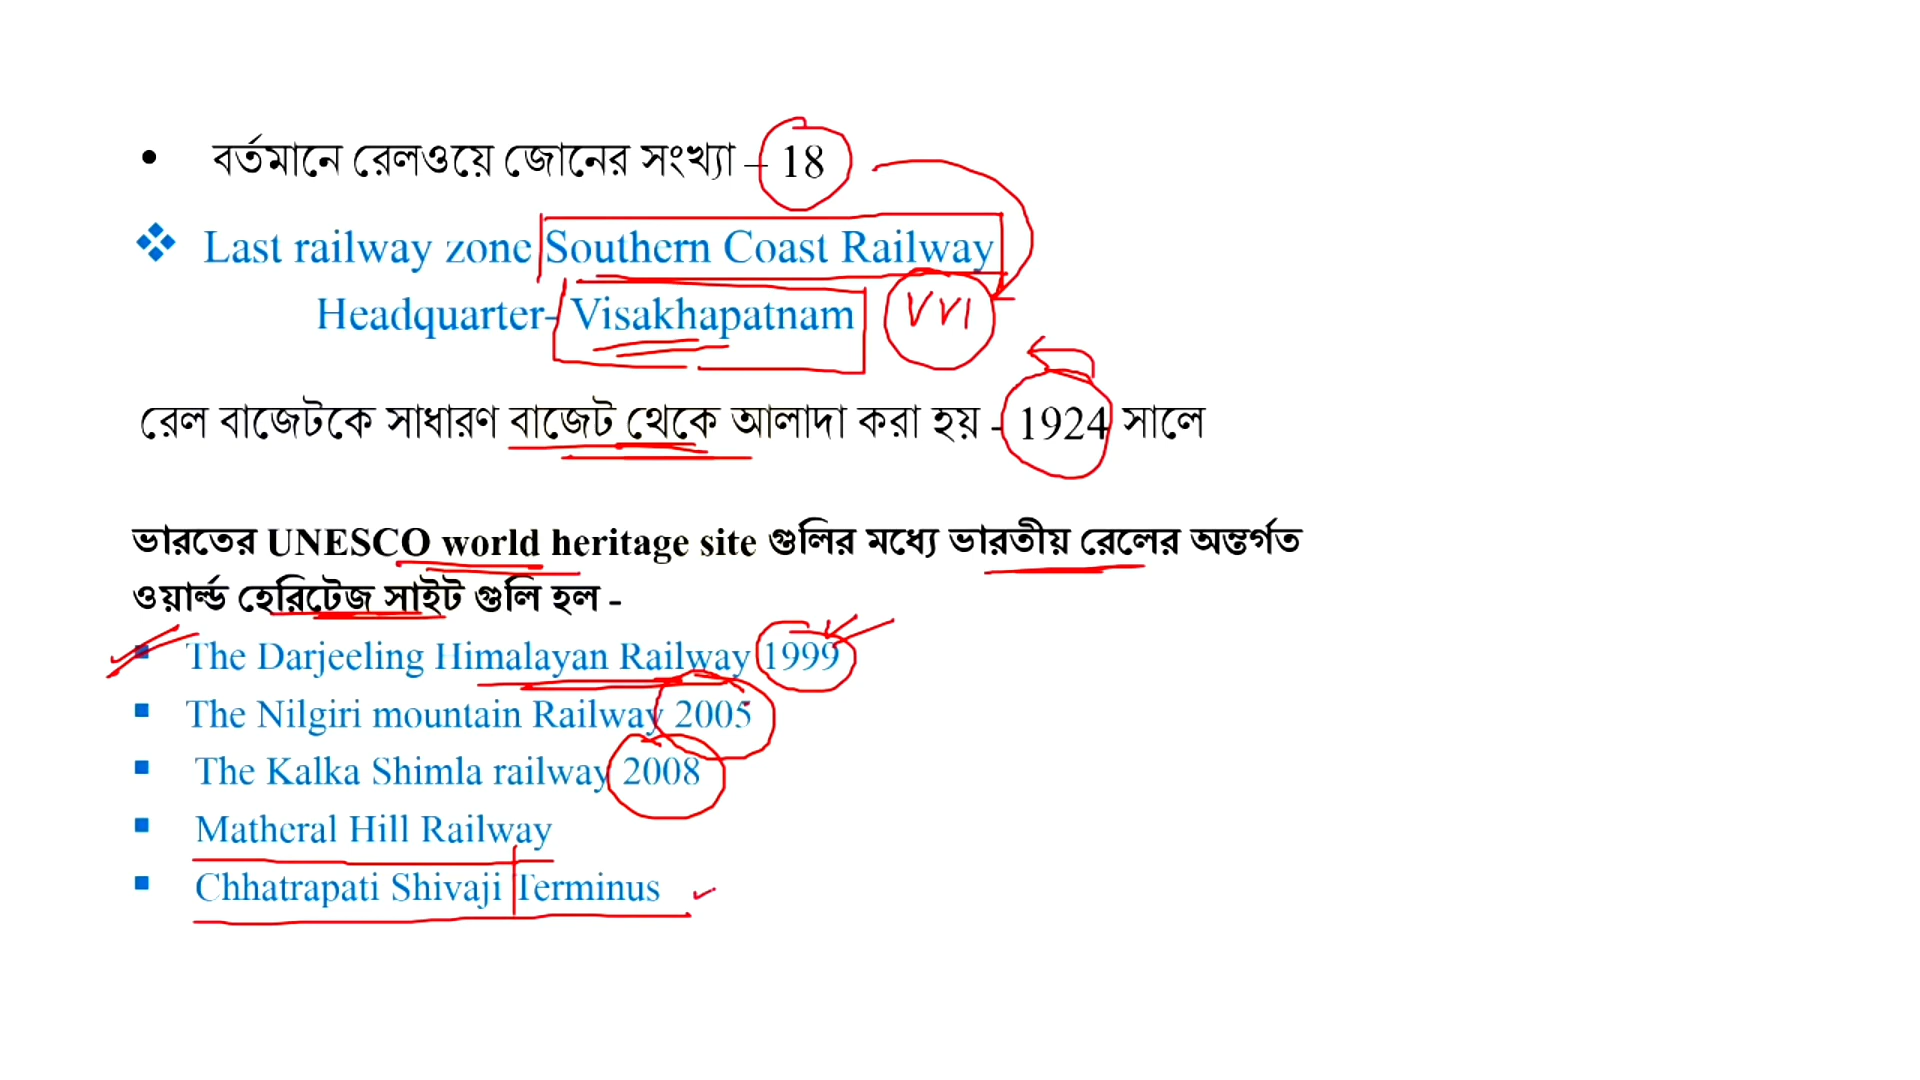 • বর্তমানে রেলওয়ে জোনের সংখ্যা – 18
❖ Last railway zone Southern Coast Railway
Headquarter- Visakhapatnam VVI
রেল বাজেটকে সাধারণ বাজেট থেকে আলাদা করা হয় - 1924 সালে
ভারতের UNESCO world heritage site গুলির মধ্যে ভারতীয় রেলের অন্তর্গত
ওয়ার্ল্ড হেরিটেজ সাইট গুলি হল -
▪ The Darjeeling Himalayan Railway 1999
▪ The Nilgiri mountain Railway 2005
▪ The Kalka Shimla railway 2008
▪ Matheral Hill Railway
▪ Chhatrapati Shivaji Terminus